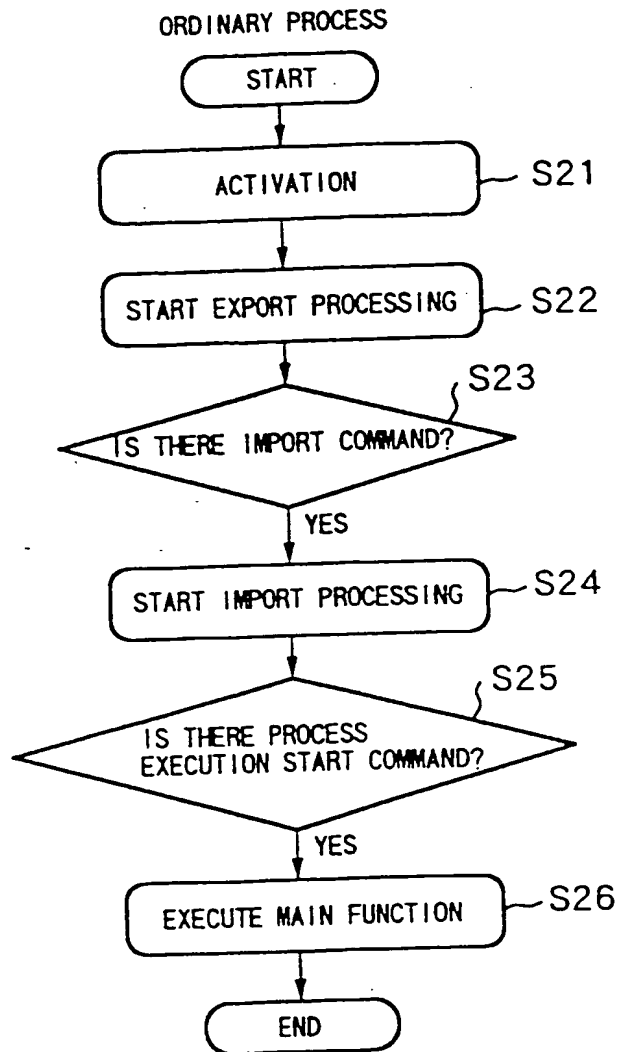 ORDINARY PROCESS
START
ACTIVATION
S21
START EXPORT PROCESSING
S22
S23
IS THERE IMPORT COMMAND?
YES
START IMPORT PROCESSING
S24
S25
IS THERE PROCESS
EXECUTION START COMMAND?
YES
EXECUTE MAIN FUNCTION
S26
END